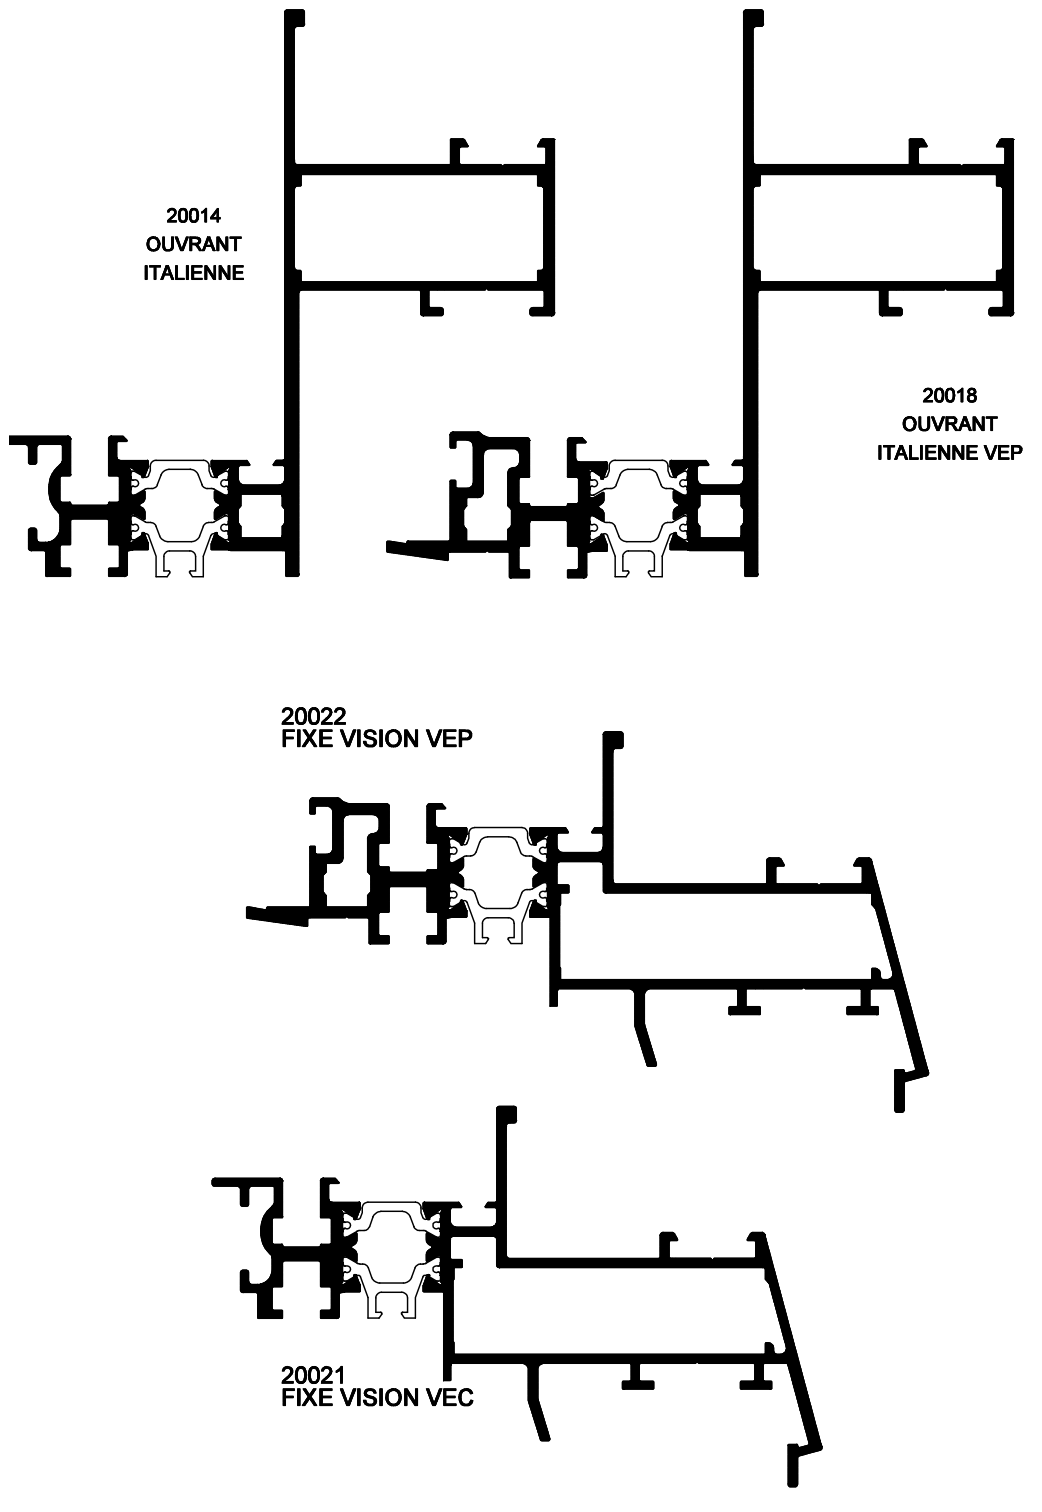 20014
OUVRANT
ITALIENNE
20018
OUVRANT
ITALIENNE VEP
20022
FIXE VISION VEP
20021
FIXE VISION VEC